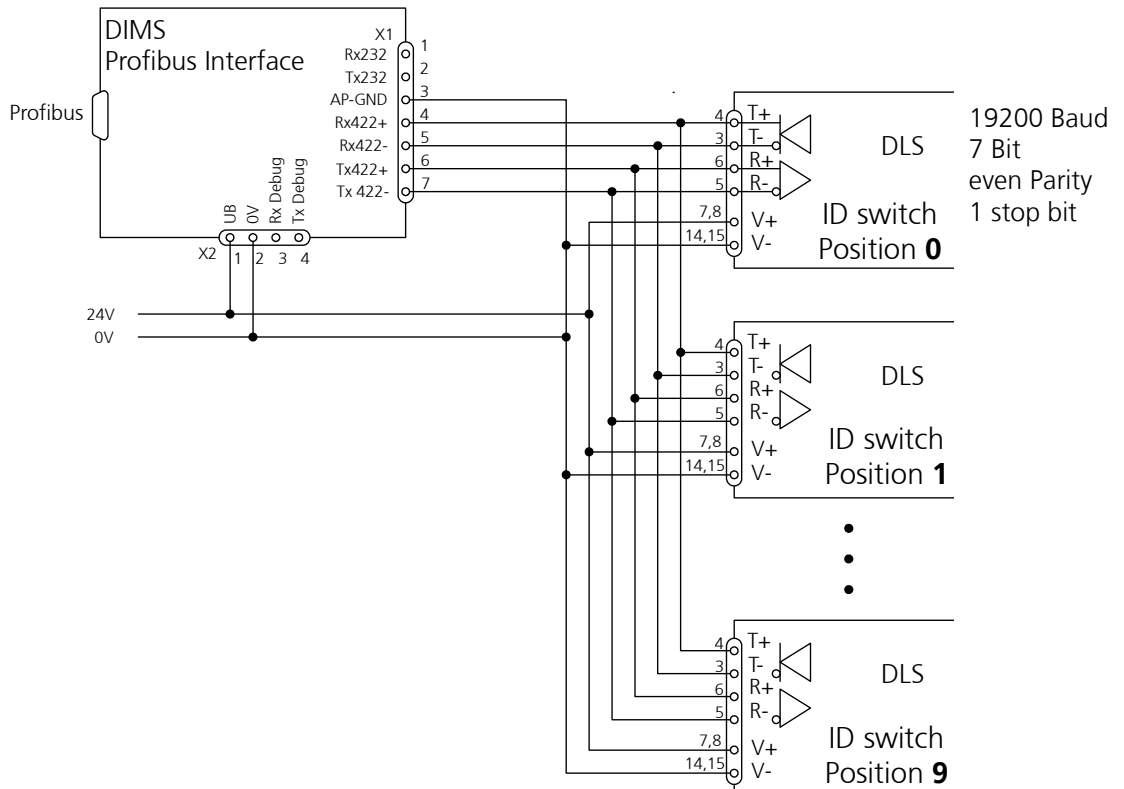 DIMS
Profibus Interface
Profibus
X1
Rx232
1
Tx232
2
AP-GND
3
Rx422+
4
Rx422-
5
Tx422+
6
Tx 422-
7
UB
0V
Rx Debug
Tx Debug
X2
1
2
3
4
24V
0V
4
T+
3
T-
6
R+
5
R-
7,8
V+
14,15
V-
DLS
ID switch
Position 0
19200 Baud
7 Bit
even Parity
1 stop bit
4
T+
3
T-
6
R+
5
R-
7,8
V+
14,15
V-
DLS
ID switch
Position 1
4
T+
3
T-
6
R+
5
R-
7,8
V+
14,15
V-
DLS
ID switch
Position 9